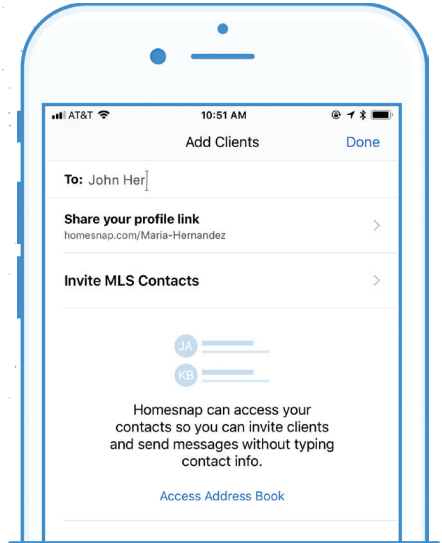 AT&T 10:51 AM
Add Clients Done
To: John Her
Share your profile link
homesnap.com/Maria-Hernandez
Invite MLS Contacts
JA
KB
Homesnap can access your
contacts so you can invite clients
and send messages without typing
contact info.
Access Address Book